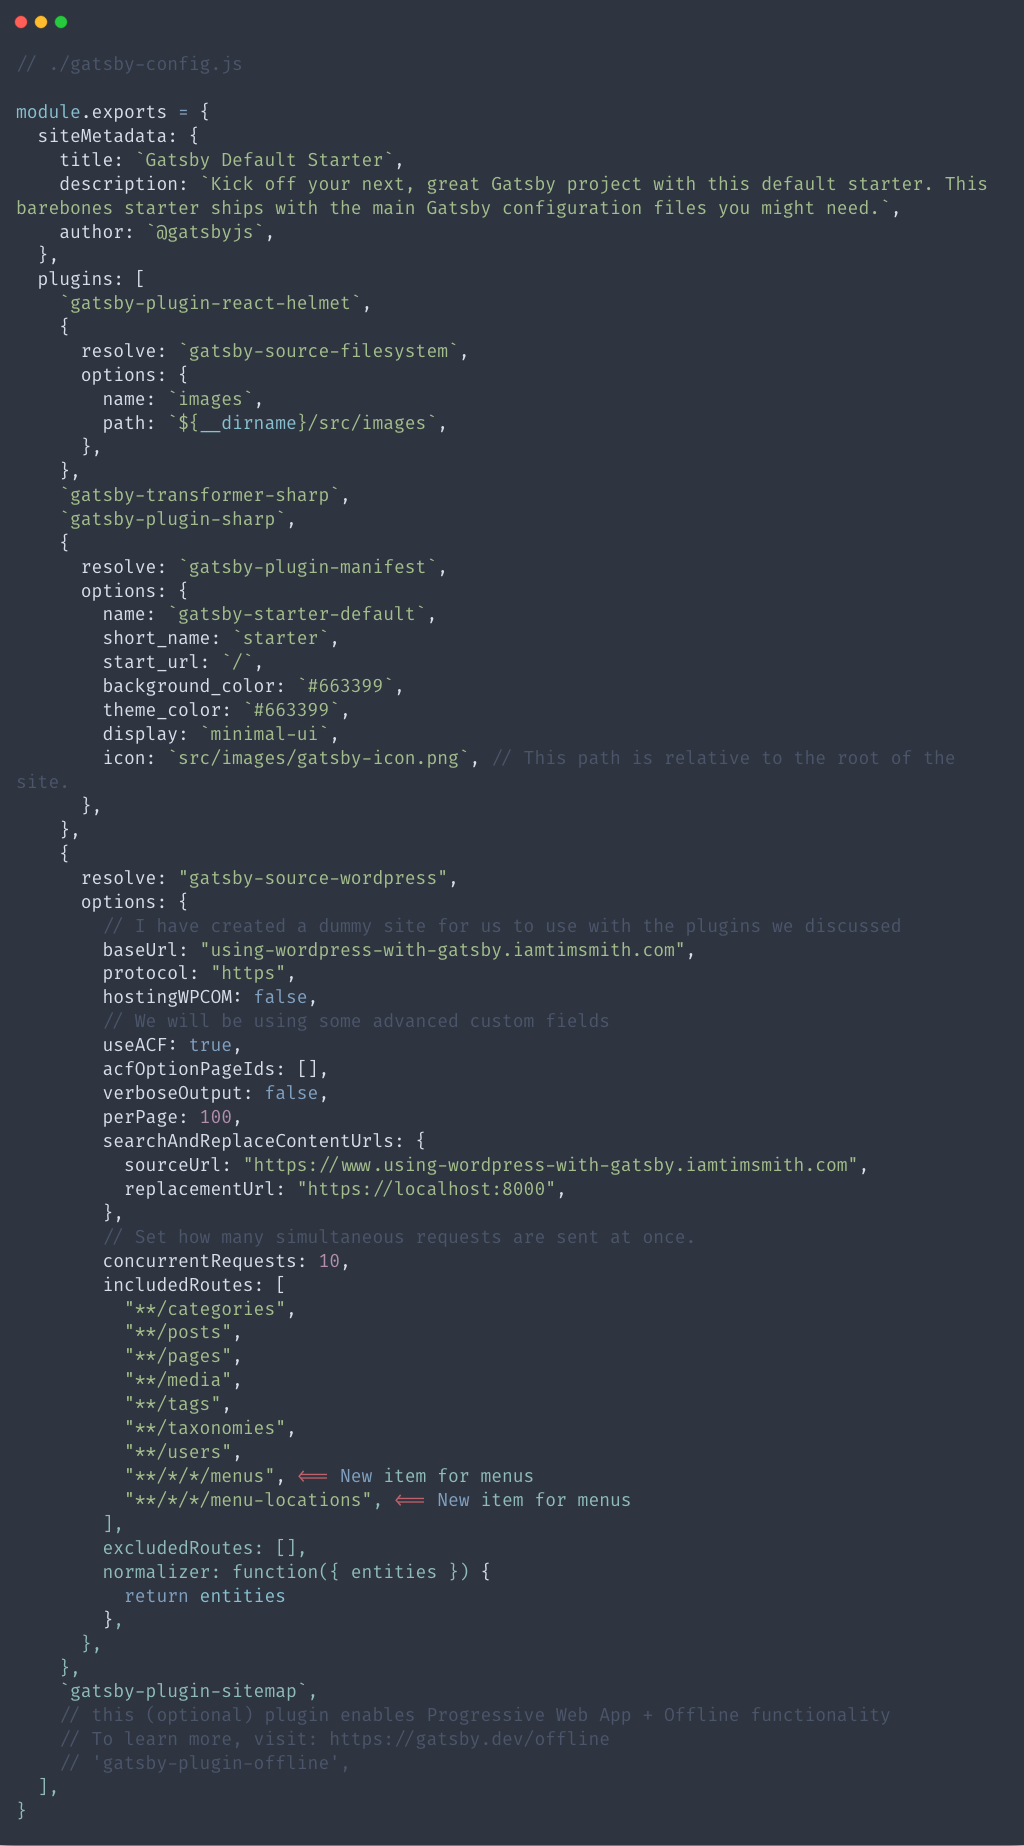 // ./gatsby-config.js

module.exports = {
  siteMetadata: {
    title: `Gatsby Default Starter`,
    description: `Kick off your next, great Gatsby project with this default starter. This
barebones starter ships with the main Gatsby configuration files you might need.`,
    author: `@gatsbyjs`,
  },
  plugins: [
    `gatsby-plugin-react-helmet`,
    {
      resolve: `gatsby-source-filesystem`,
      options: {
        name: `images`,
        path: `${__dirname}/src/images`,
      },
    },
    `gatsby-transformer-sharp`,
    `gatsby-plugin-sharp`,
    {
      resolve: `gatsby-plugin-manifest`,
      options: {
        name: `gatsby-starter-default`,
        short_name: `starter`,
        start_url: `/`,
        background_color: `#663399`,
        theme_color: `#663399`,
        display: `minimal-ui`,
        icon: `src/images/gatsby-icon.png`, // This path is relative to the root of the
site.
      },
    },
    {
      resolve: "gatsby-source-wordpress",
      options: {
        // I have created a dummy site for us to use with the plugins we discussed
        baseUrl: "using-wordpress-with-gatsby.iamtimsmith.com",
        protocol: "https",
        hostingWPCOM: false,
        // We will be using some advanced custom fields
        useACF: true,
        acfOptionPageIds: [],
        verboseOutput: false,
        perPage: 100,
        searchAndReplaceContentUrls: {
          sourceUrl: "https://www.using-wordpress-with-gatsby.iamtimsmith.com",
          replacementUrl: "https://localhost:8000",
        },
        // Set how many simultaneous requests are sent at once.
        concurrentRequests: 10,
        includedRoutes: [
          "**/categories",
          "**/posts",
          "**/pages",
          "**/media",
          "**/tags",
          "**/taxonomies",
          "**/users",
          "**/*/*/menus", <== New item for menus
          "**/*/*/menu-locations", <== New item for menus
        ],
        excludedRoutes: [],
        normalizer: function({ entities }) {
          return entities
        },
      },
    },
    `gatsby-plugin-sitemap`,
    // this (optional) plugin enables Progressive Web App + Offline functionality
    // To learn more, visit: https://gatsby.dev/offline
    // 'gatsby-plugin-offline',
  ],
}